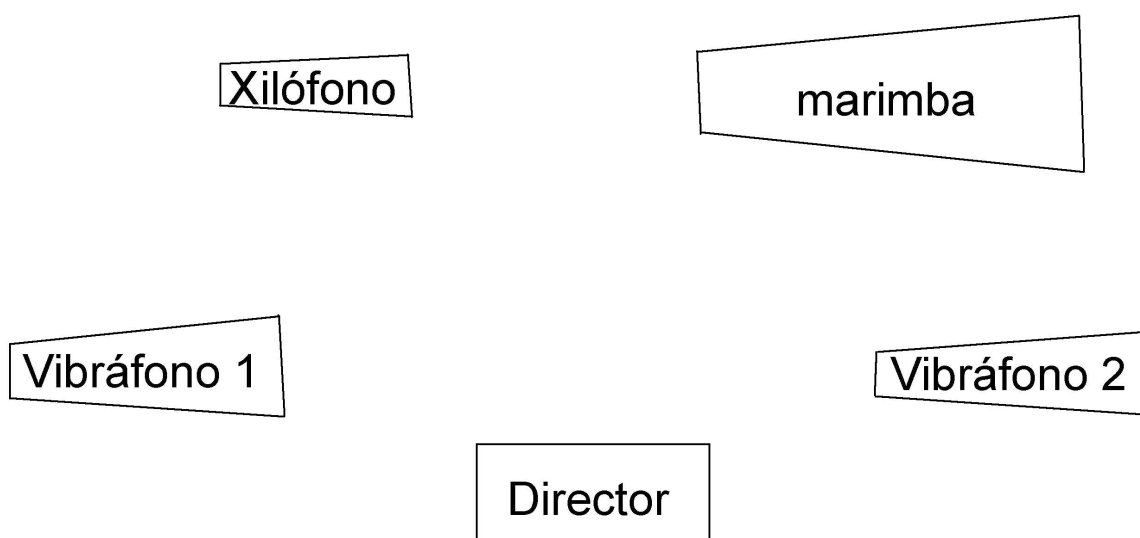 Xilófono
marimba
Vibráfono 1
Vibráfono 2
Director